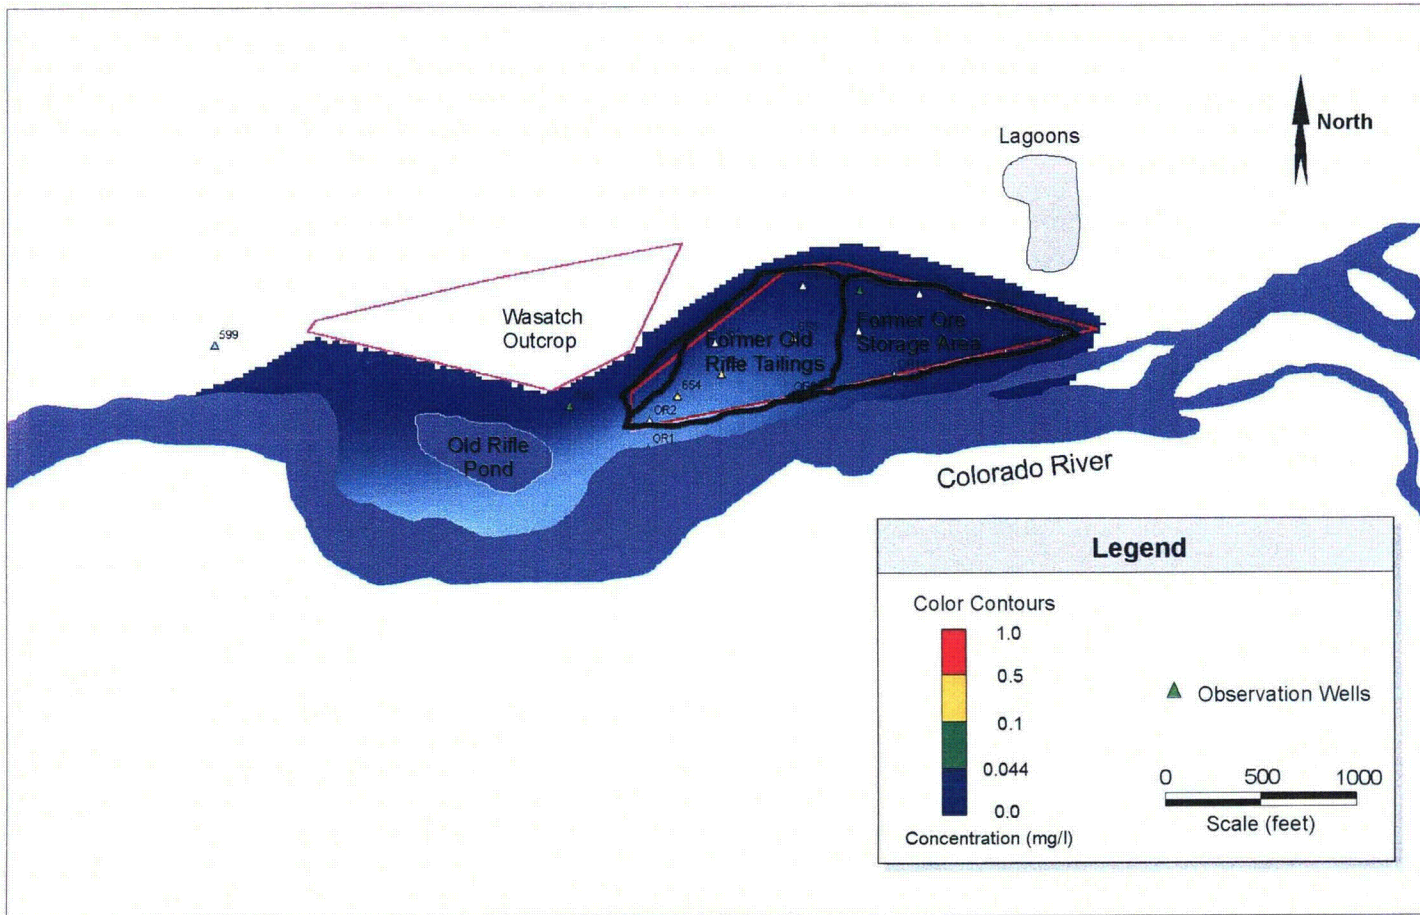 North
Lagoons
Wasatch
Outcrop
599
Former Old
Rifle Tailings
Former Ore
Storage Area
654
OR2
OR1
Old Rifle
Pond
Colorado River
Legend
Color Contours
1.0
0.5
0.1
0.044
0.0
Concentration (mg/l)
Observation Wells
0 500 1000
Scale (feet)